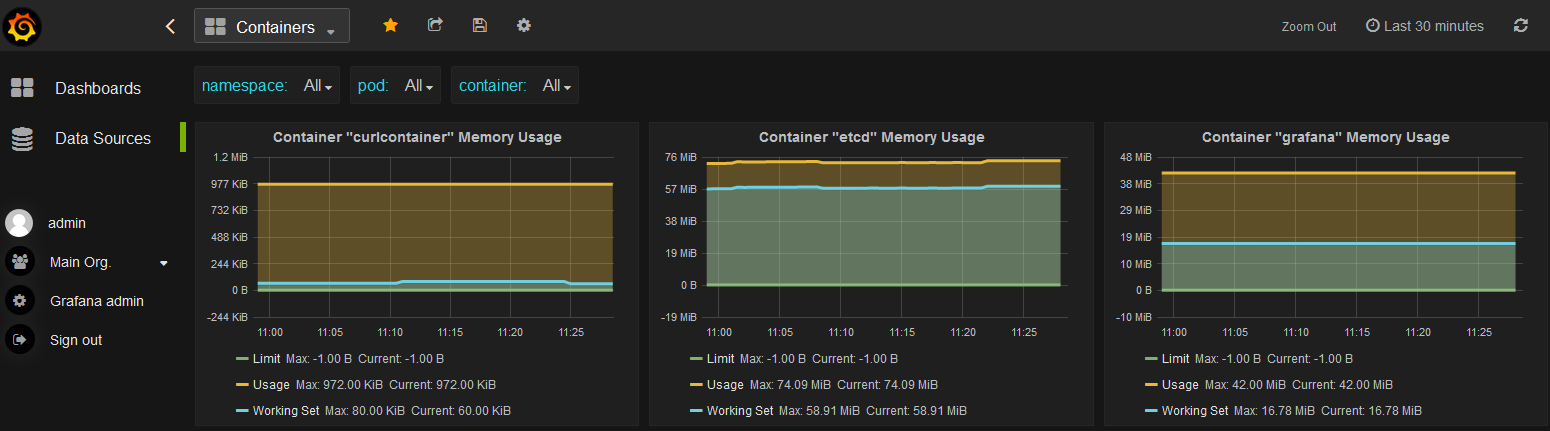 Containers
Zoom Out
Last 30 minutes
Dashboards
Data Sources
admin
Main Org.
Grafana admin
Sign out
namespace: All
pod: All
container: All
Container "curlcontainer" Memory Usage
1.2 MiB
977 KiB
732 KiB
488 KiB
244 KiB
0 B
-244 KiB
11:00 11:05 11:10 11:15 11:20 11:25
Limit Max: -1.00 B Current: -1.00 B
Usage Max: 972.00 KiB Current: 972.00 KiB
Working Set Max: 80.00 KiB Current: 60.00 KiB
Container "etcd" Memory Usage
76 MiB
57 MiB
38 MiB
19 MiB
0 B
-19 MiB
11:00 11:05 11:10 11:15 11:20 11:25
Limit Max: -1.00 B Current: -1.00 B
Usage Max: 74.09 MiB Current: 74.09 MiB
Working Set Max: 58.91 MiB Current: 58.91 MiB
Container "grafana" Memory Usage
48 MiB
38 MiB
29 MiB
19 MiB
10 MiB
0 B
-10 MiB
11:00 11:05 11:10 11:15 11:20 11:25
Limit Max: -1.00 B Current: -1.00 B
Usage Max: 42.00 MiB Current: 42.00 MiB
Working Set Max: 16.78 MiB Current: 16.78 MiB